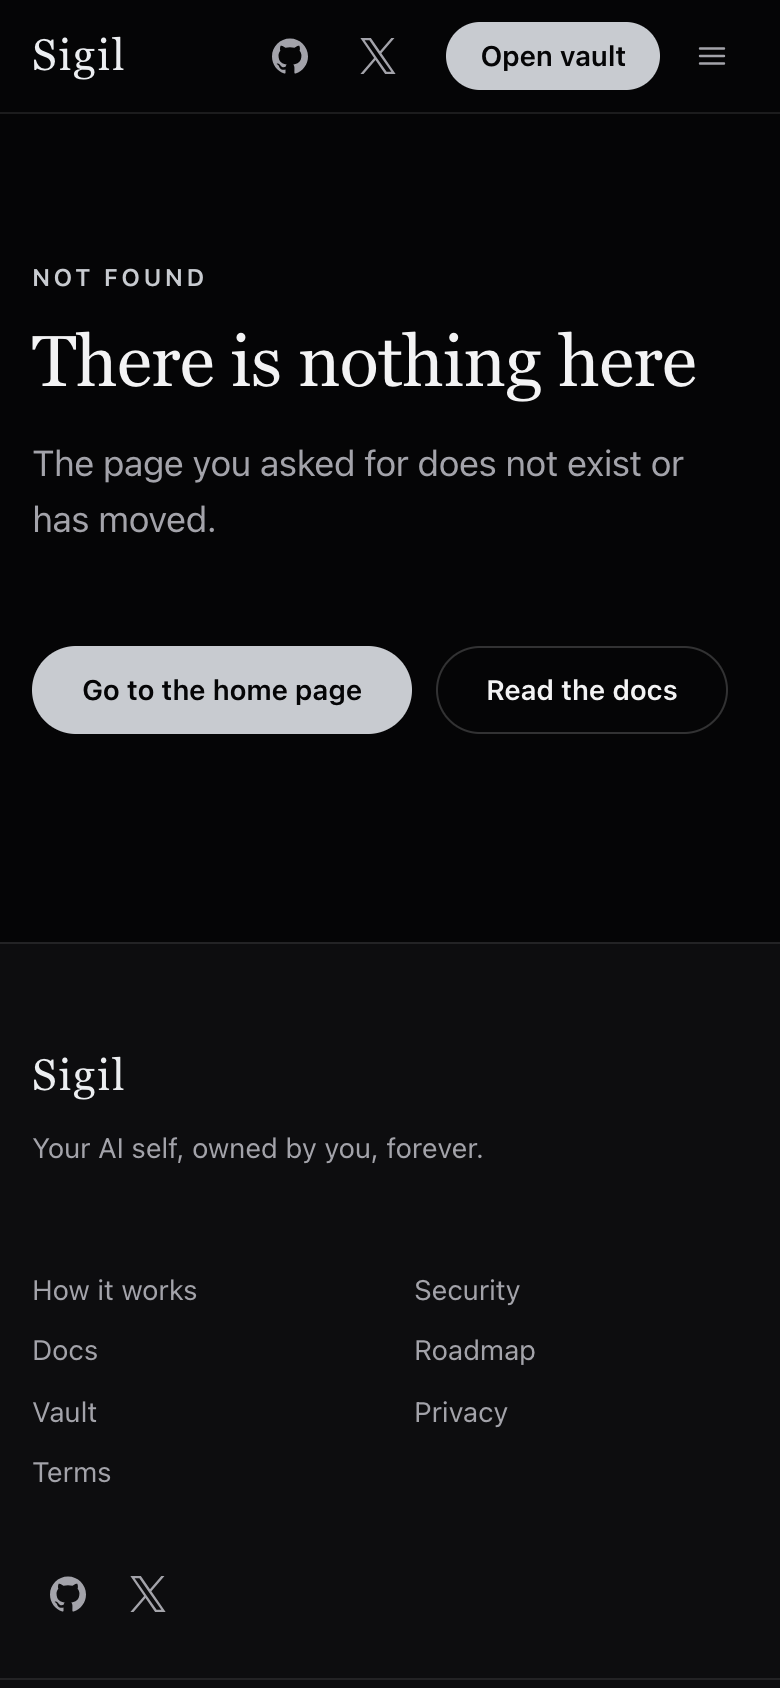 Sigil
Open vault
NOT FOUND
There is nothing here
The page you asked for does not exist or
has moved.
Go to the home page
Read the docs
Sigil
Your AI self, owned by you, forever.
How it works
Security
Docs
Roadmap
Vault
Privacy
Terms